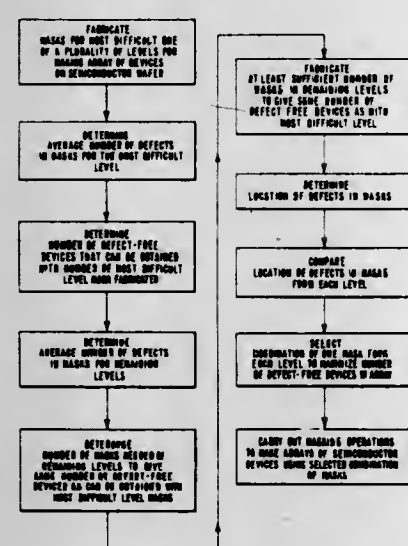 FABRICATE
MASKS FOR MOST DIFFICULT ONE
OF A PLURALITY OF LEVELS FOR
MAKING ARRAY OF DEVICES
ON SEMICONDUCTOR WAFER
DETERMINE
AVERAGE NUMBER OF DEFECTS
IN MASKS FOR THE MOST DIFFICULT
LEVEL
DETERMINE
NUMBER OF DEFECT-FREE
DEVICES THAT CAN BE OBTAINED
WITH NUMBER OF MOST DIFFICULT
LEVEL MASKS FABRICATED
DETERMINE
AVERAGE NUMBER OF DEFECTS
IN MASKS FOR REMAINING
LEVELS
DETERMINE
NUMBER OF MASKS NEEDED OF
REMAINING LEVELS TO GIVE
SAME NUMBER OF DEFECT-FREE
DEVICES AS CAN BE OBTAINED WITH
MOST DIFFICULT LEVEL MASKS
FABRICATE
AT LEAST SUFFICIENT NUMBER OF
MASKS IN REMAINING LEVELS
TO GIVE SAME NUMBER OF
DEFECT FREE DEVICES AS WITH
MOST DIFFICULT LEVEL
DETERMINE
LOCATION OF DEFECTS IN MASKS
COMPARE
LOCATION OF DEFECTS IN MASKS
FROM EACH LEVEL
SELECT
COMBINATION OF ONE MASK FROM
EACH LEVEL TO MAXIMIZE NUMBER
OF DEFECT-FREE DEVICES IN ARRAY
CARRY OUT MASKING OPERATIONS
TO MAKE ARRAYS OF SEMICONDUCTOR
DEVICES USING SELECTED COMBINATION
OF MASKS